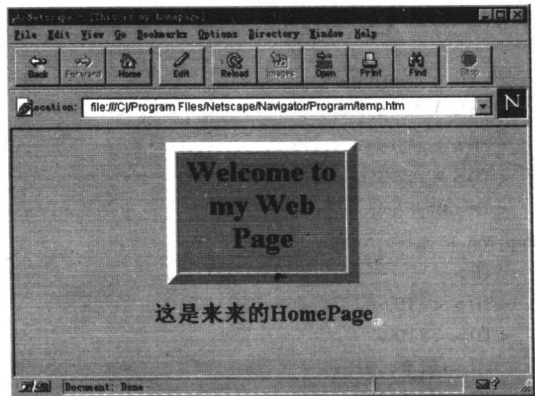 Netscape - [This is my homepage]
File Edit View Go Bookmarks Options Directory Window Help
Back Forward Home Edit Reload Images Open Print Find Stop
Location: file:///C|/Program Files/Netscape/Navigator/Program/temp.htm
N
Welcome to
my Web
Page
这是来来的HomePage
Document: Done